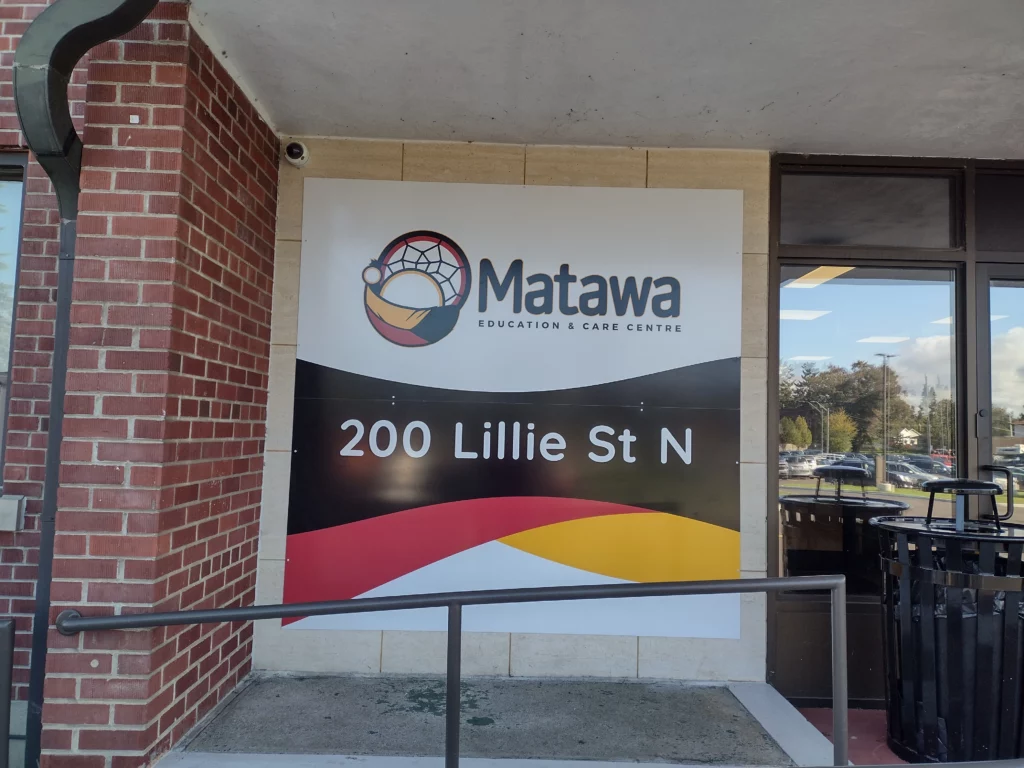 Matawa
EDUCATION & CARE CENTRE
200 Lillie St N